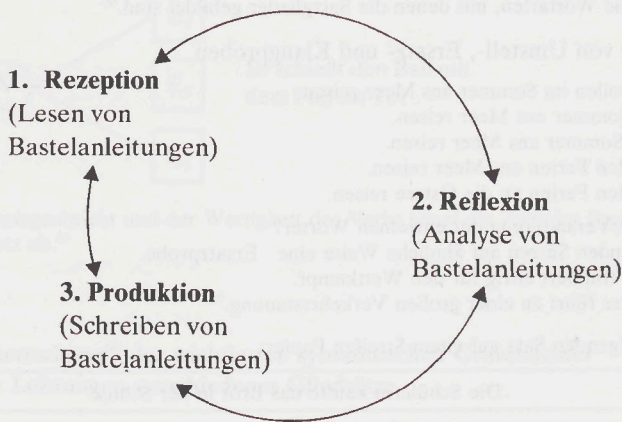 1. Rezeption
(Lesen von
Bastelanleitungen)
2. Reflexion
(Analyse von
Bastelanleitungen)
3. Produktion
(Schreiben von
Bastelanleitungen)